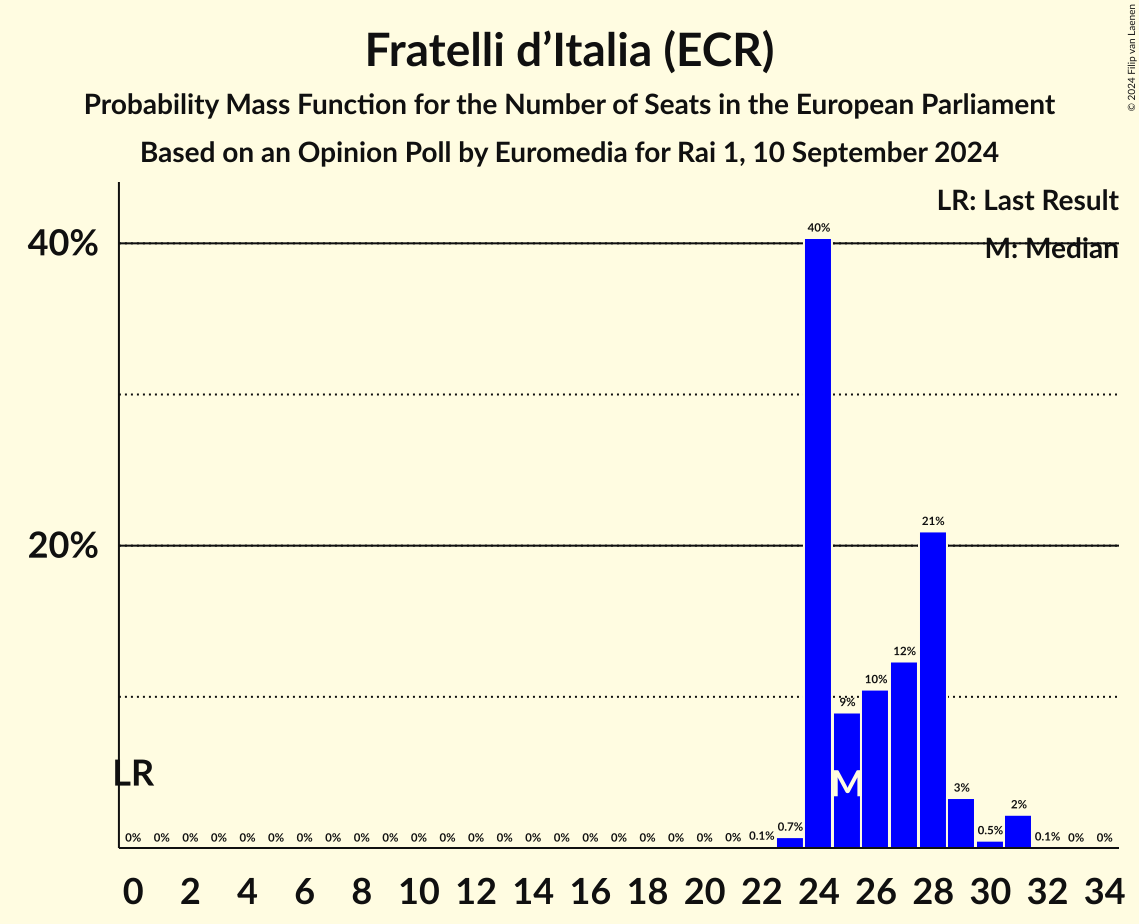 Fratelli d’Italia (ECR)
Probability Mass Function for the Number of Seats in the European Parliament
Based on an Opinion Poll by Euromedia for Rai 1, 10 September 2024
© 2024 Filip van Laenen
LR: Last Result
M: Median
40%
20%
40%
21%
12%
10%
9%
3%
2%
LR
M
0% 0% 0% 0% 0% 0% 0% 0% 0% 0% 0% 0% 0% 0% 0% 0% 0% 0% 0% 0% 0% 0% 0.1% 0.7% 0.5% 0.1% 0% 0%
0 2 4 6 8 10 12 14 16 18 20 22 24 26 28 30 32 34